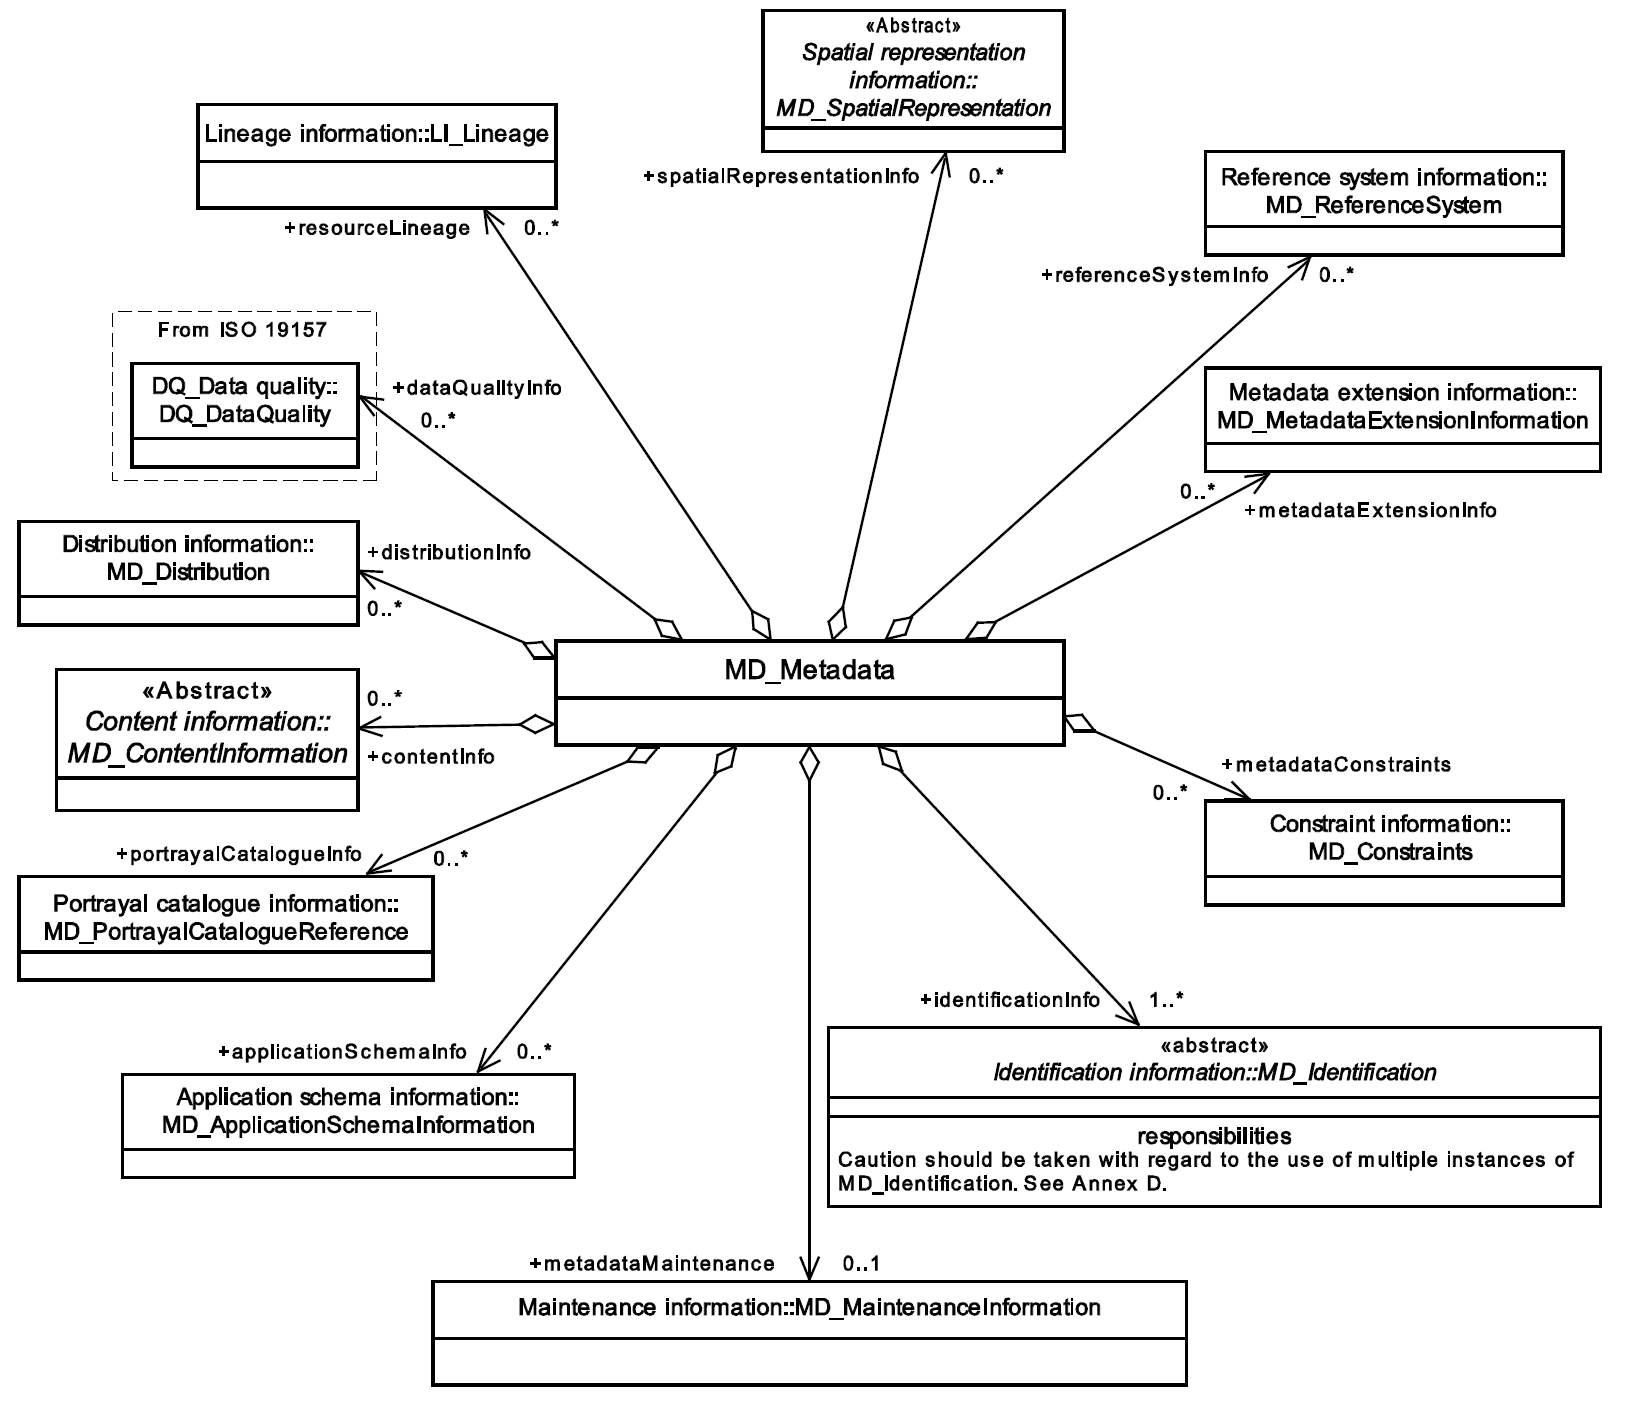 «Abstract»
Spatial representation
information::
MD_SpatialRepresentation
+spatialRepresentationInfo
0..*
Lineage information::LI_Lineage
+resourceLineage
0..*
Reference system information::
MD_ReferenceSystem
+referenceSystemInfo
0..*
From ISO 19157
DQ_Data quality::
DQ_DataQuality
+dataQualityInfo
0..*
Metadata extension information::
MD_MetadataExtensionInformation
0..*
+metadataExtensionInfo
Distribution information::
MD_Distribution
+distributionInfo
0..*
MD_Metadata
«Abstract»
Content information::
MD_ContentInformation
0..*
+contentInfo
+metadataConstraints
0..*
Constraint information::
MD_Constraints
+portrayalCatalogueInfo
0..*
Portrayal catalogue information::
MD_PortrayalCatalogueReference
+identificationInfo
1..*
«abstract»
Identification information::MD_Identification
responsibilities
Caution should be taken with regard to the use of multiple instances of
MD_Identification. See Annex D.
+applicationSchemaInfo
0..*
Application schema information::
MD_ApplicationSchemaInformation
+metadataMaintenance
0..1
Maintenance information::MD_MaintenanceInformation